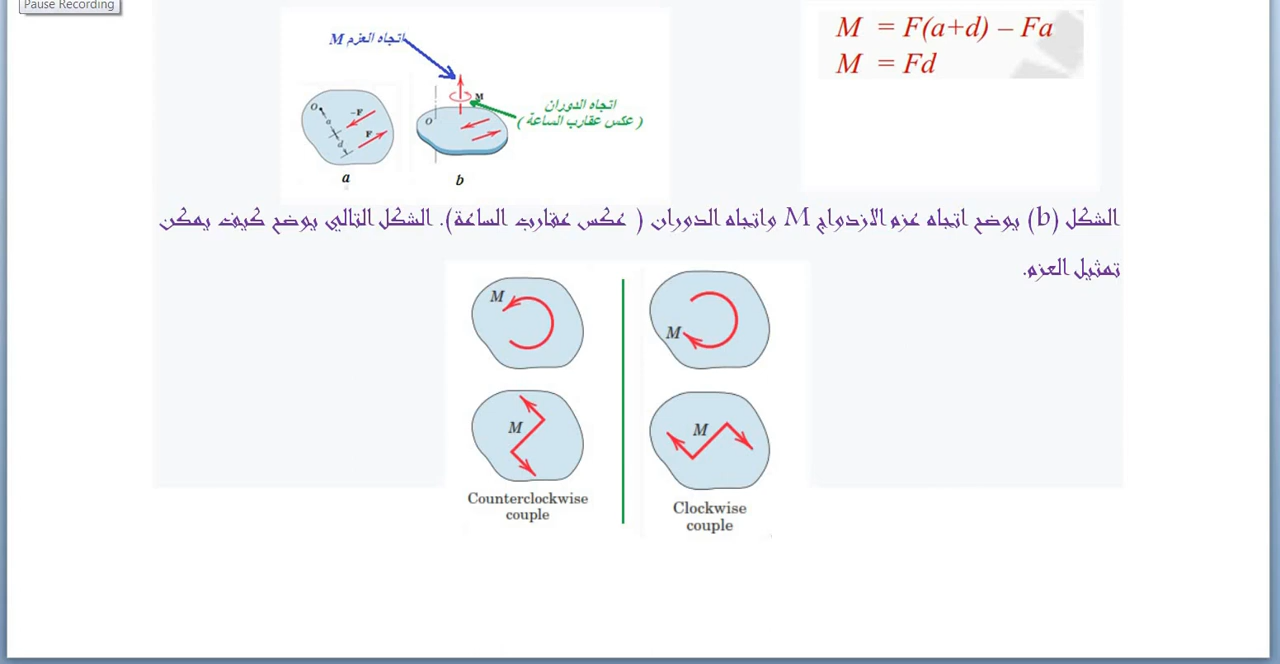 Pause Recording
M = F(a+d) – Fa
M = Fd
اتجاه العزم M
M
اتجاه الدوران
( عكس عقارب الساعة )
O
-F
a
F
d
O
a
b
الشكل (b) يوضح اتجاه عزم الازدواج M واتجاه الدوران ( عكس عقارب الساعة). الشكل التالي يوضح كيف يمكن
تمثيل العزم.
M
M
M
M
Counterclockwise
couple
Clockwise
couple